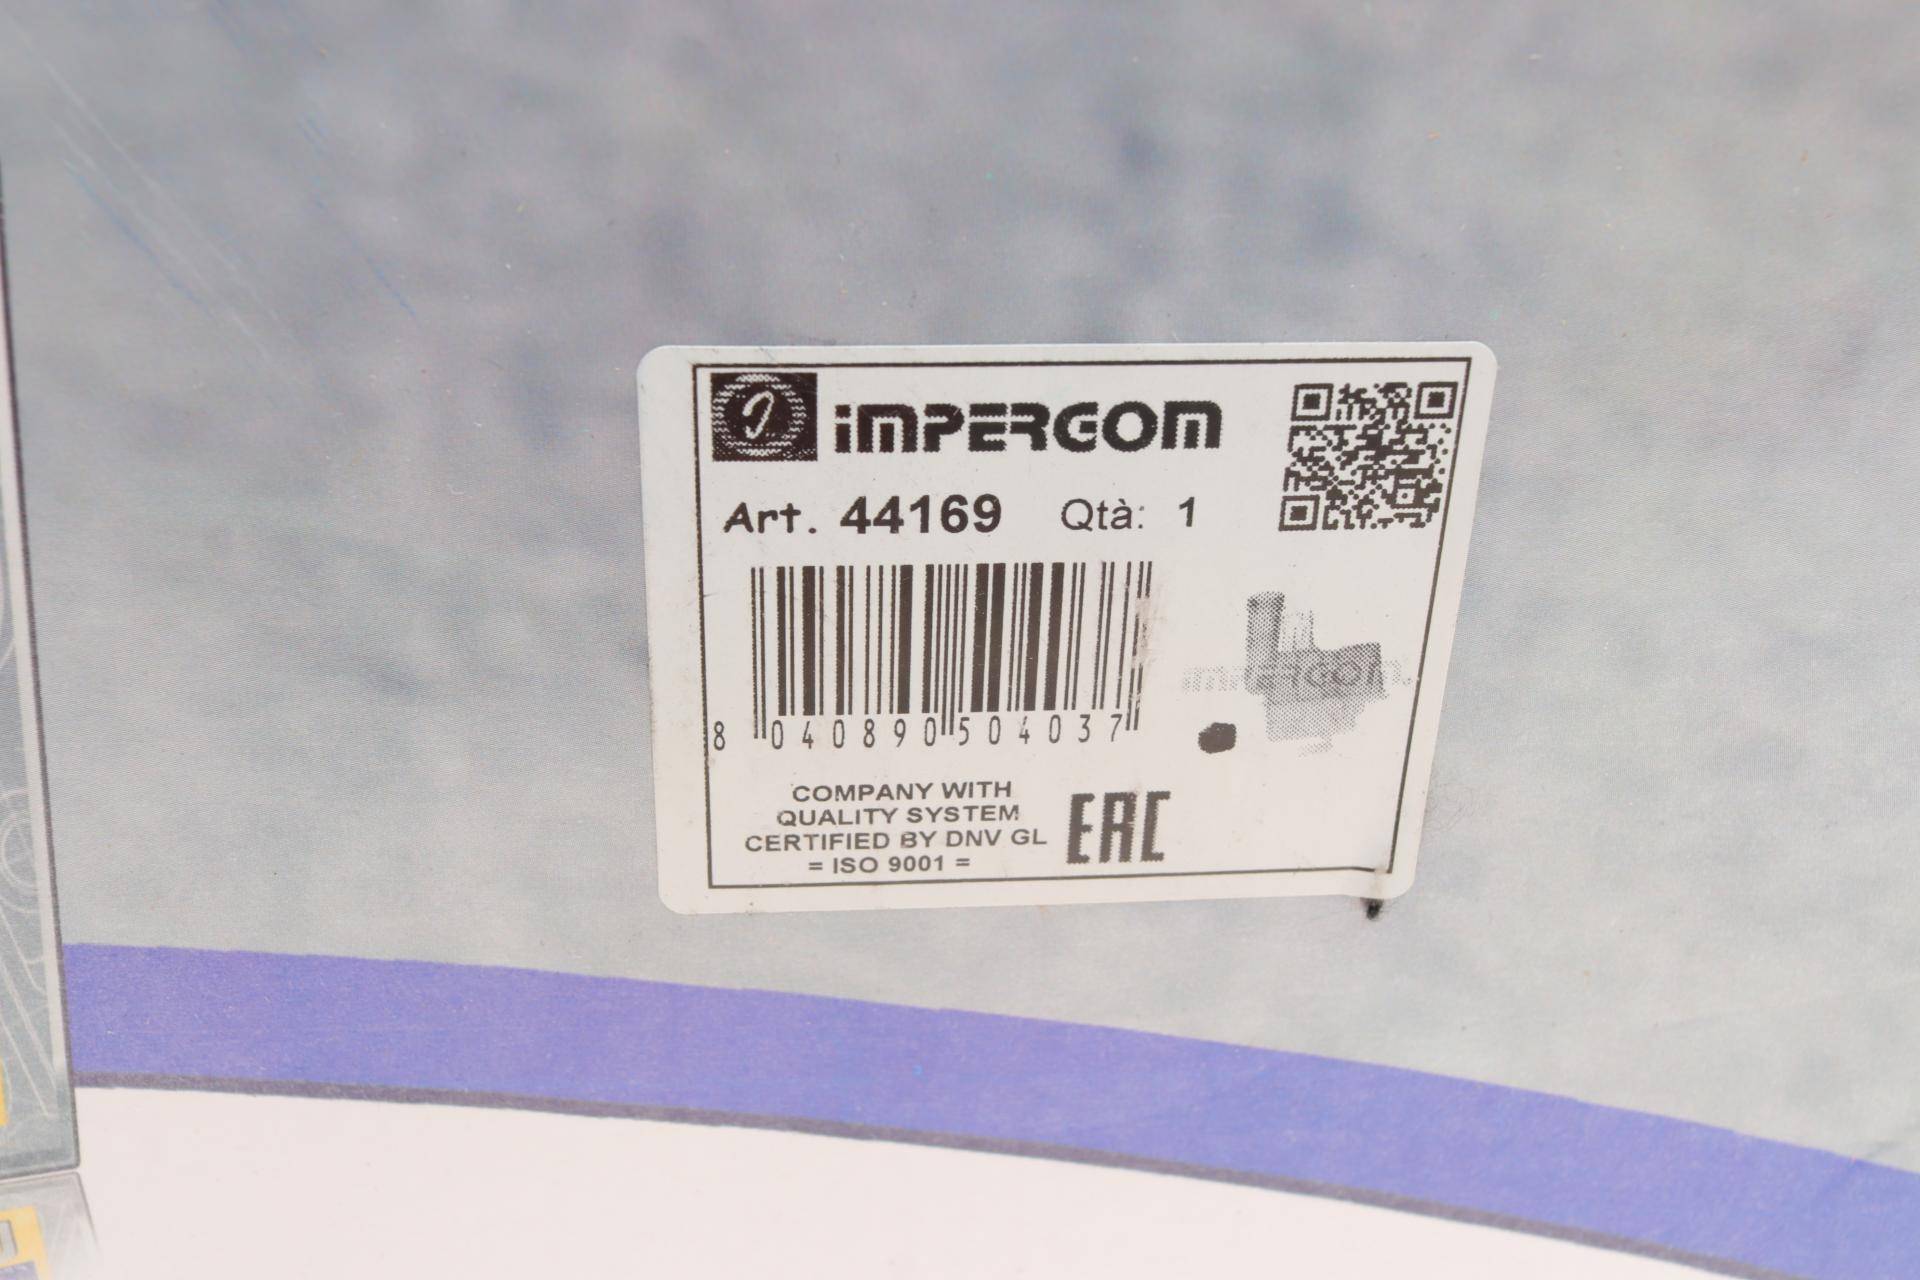 iMPERGOM
Art. 44169 Qtà: 1
8 040890 504037
iMPERGOM.
COMPANY WITH
QUALITY SYSTEM
CERTIFIED BY DNV GL
= ISO 9001 =
EAC